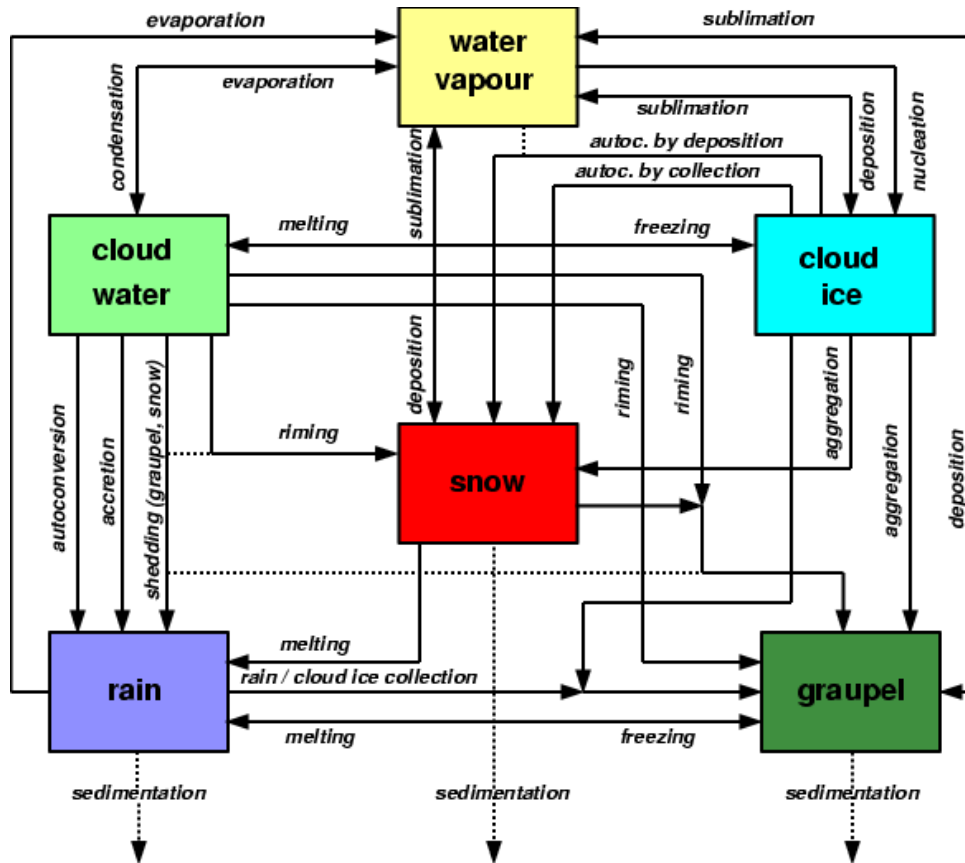 evaporation
sublimation
water
vapour
evaporation
sublimation
condensation
sublimation
autoc. by deposition
autoc. by collection
deposition
nucleation
melting
freezing
cloud
water
cloud
ice
deposition
riming
riming
aggregation
aggregation
deposition
autoconversion
accretion
shedding (graupel, snow)
riming
snow
melting
rain / cloud ice collection
rain
graupel
melting
freezing
sedimentation
sedimentation
sedimentation